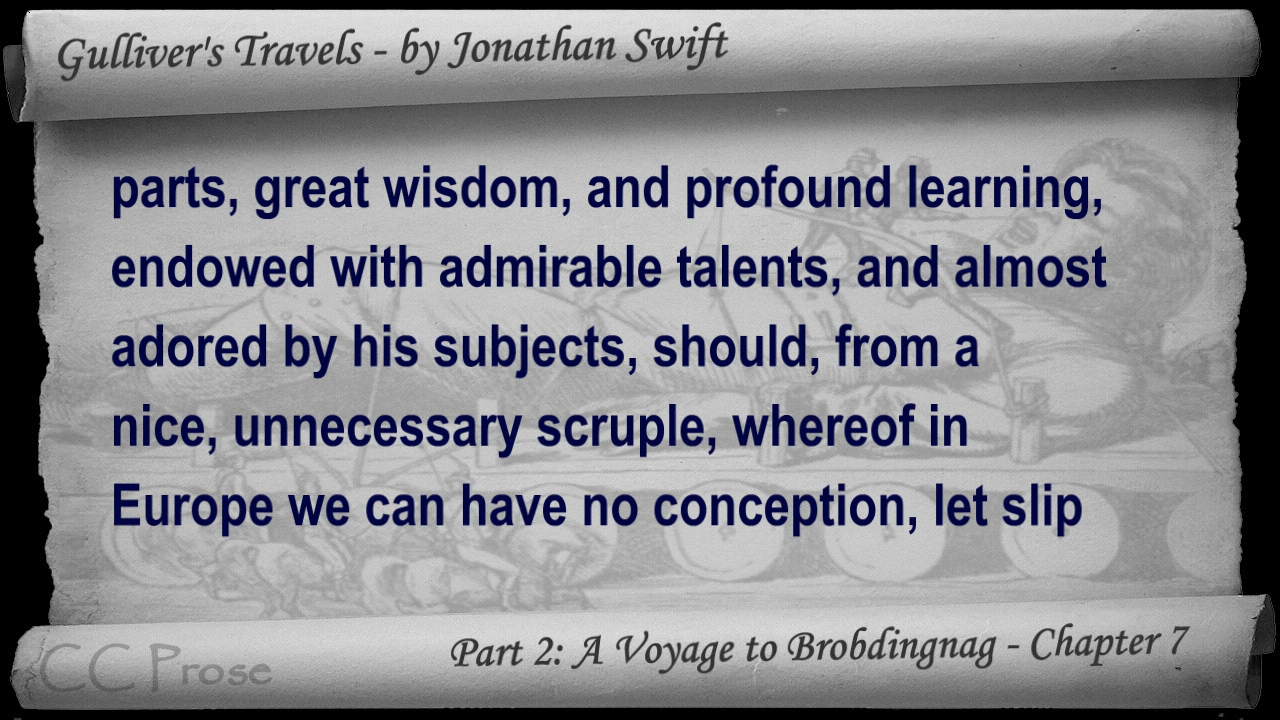 Gulliver's Travels - by Jonathan Swift
parts, great wisdom, and profound learning,
endowed with admirable talents, and almost
adored by his subjects, should, from a
nice, unnecessary scruple, whereof in
Europe we can have no conception, let slip
Part 2: A Voyage to Brobdingnag - Chapter 7
CC Prose